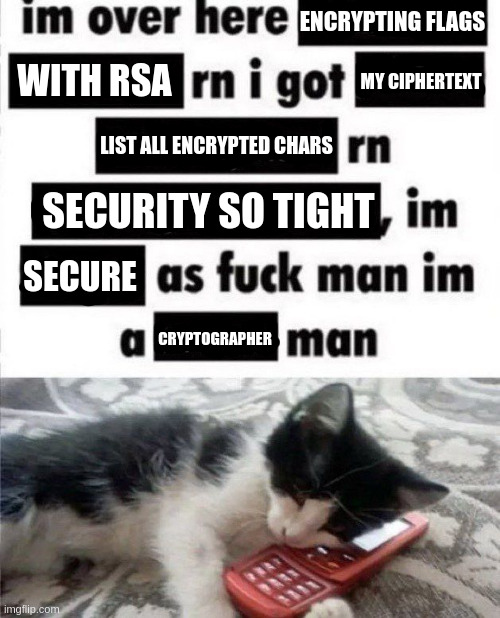 im over here ENCRYPTING FLAGS
WITH RSA rn i got MY CIPHERTEXT
LIST ALL ENCRYPTED CHARS rn
SECURITY SO TIGHT, im
SECURE as fuck man im
a CRYPTOGRAPHER man
imgflip.com